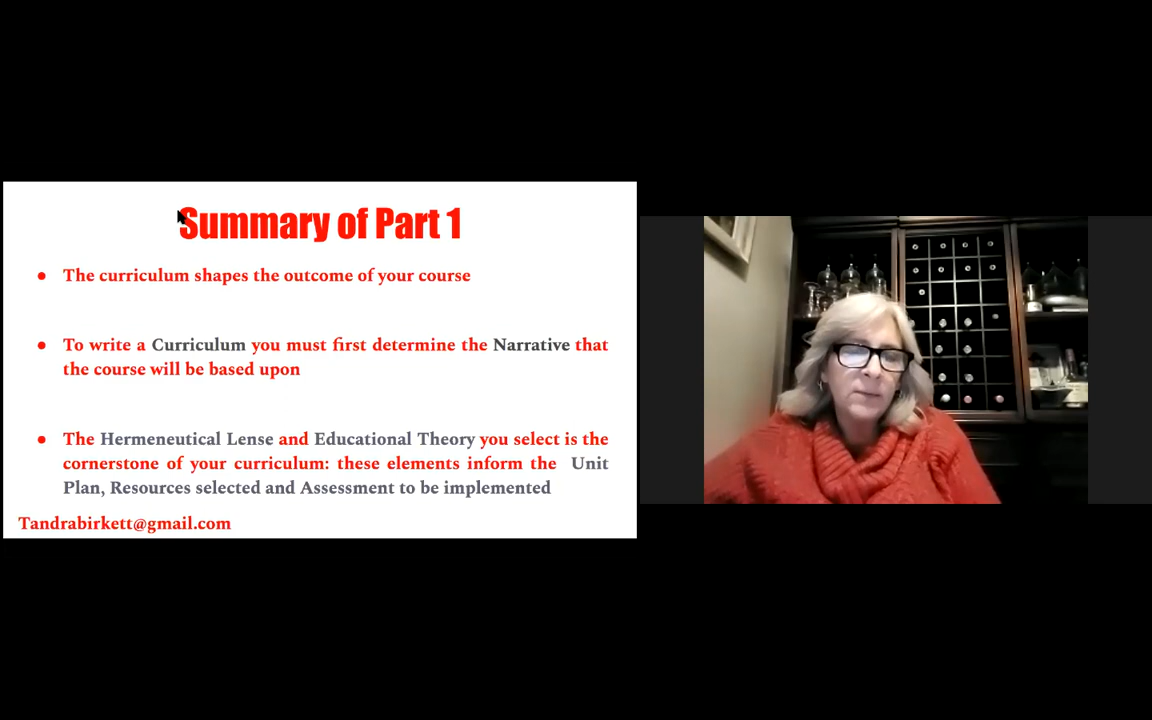 Summary of Part 1
● The curriculum shapes the outcome of your course
● To write a Curriculum you must first determine the Narrative that
the course will be based upon
● The Hermeneutical Lense and Educational Theory you select is the
cornerstone of your curriculum: these elements inform the Unit
Plan, Resources selected and Assessment to be implemented
Tandrabirkett@gmail.com